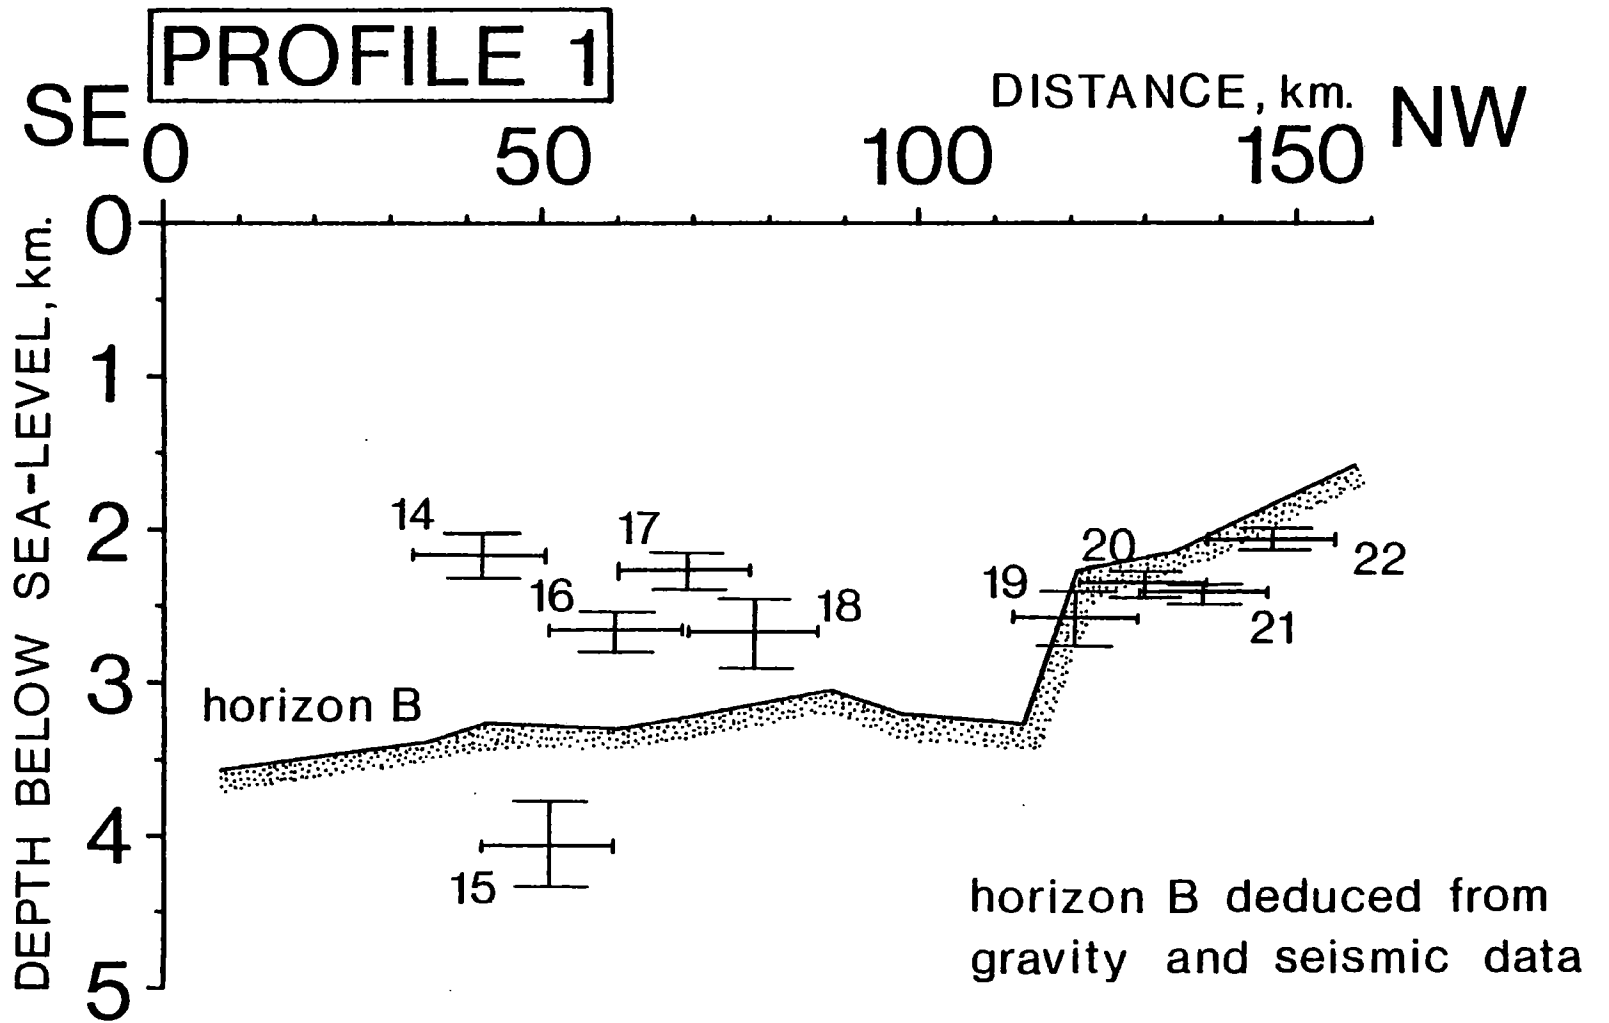 PROFILE 1
DISTANCE, km.
SE 0 50 100 150 NW
DEPTH BELOW SEA-LEVEL, km.
0
1
2
3
4
5
14
17
16
18
19
20
22
21
15
horizon B
horizon B deduced from
gravity and seismic data